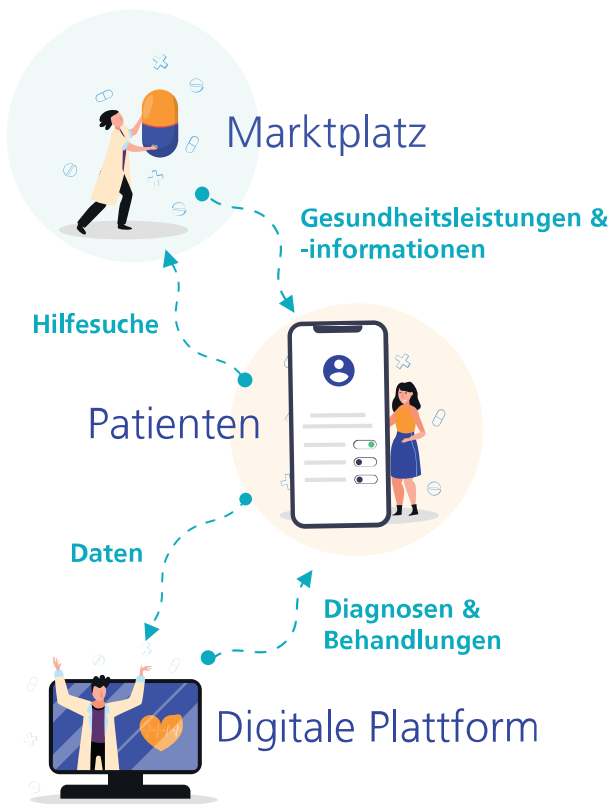 Marktplatz
Gesundheitsleistungen &
-informationen
Hilfesuche
Patienten
Daten
Diagnosen &
Behandlungen
Digitale Plattform